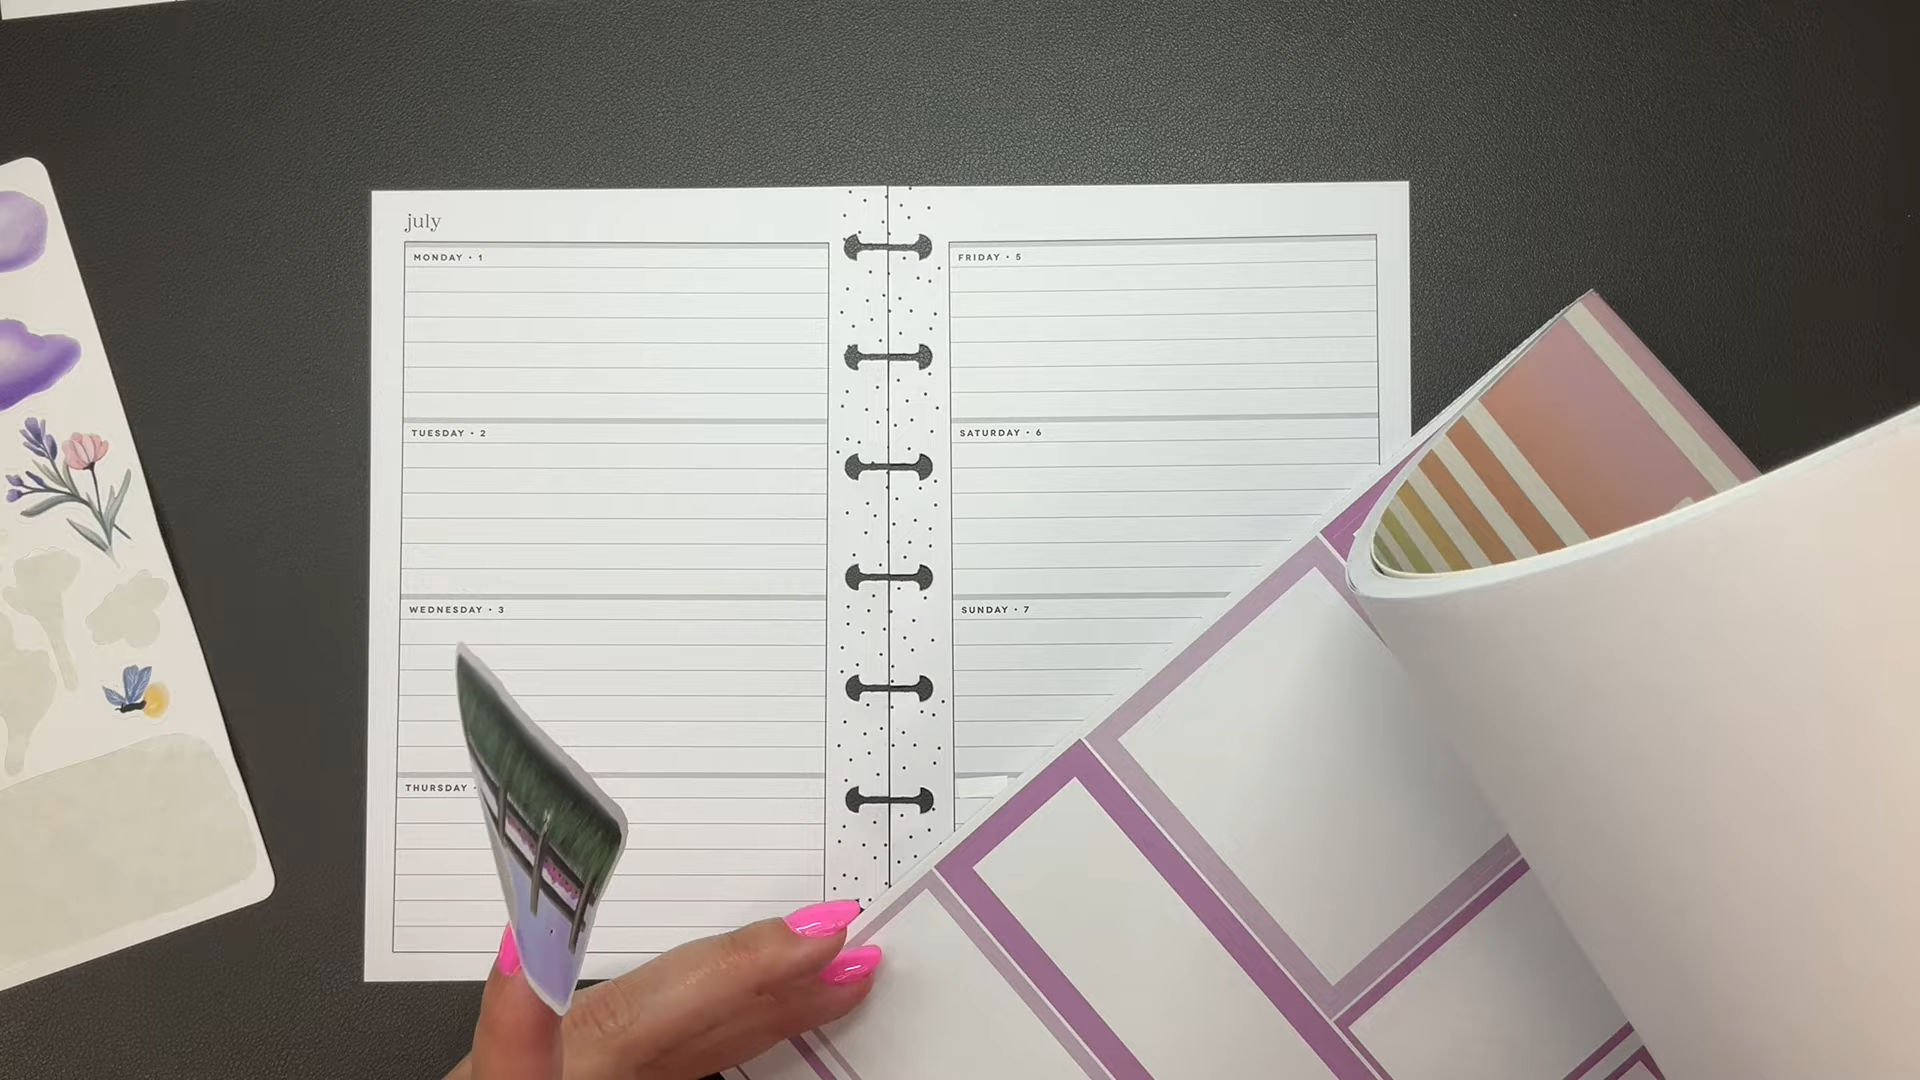 july
MONDAY • 1
TUESDAY • 2
WEDNESDAY • 3
THURSDAY •
FRIDAY • 5
SATURDAY • 6
SUNDAY • 7